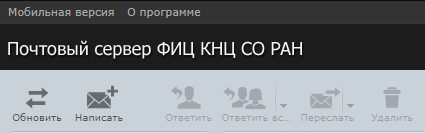 Мобильная версия О программе
Почтовый сервер ФИЦ КНЦ СО РАН
Обновить Написать Ответить Ответить вс... Переслать Удалить